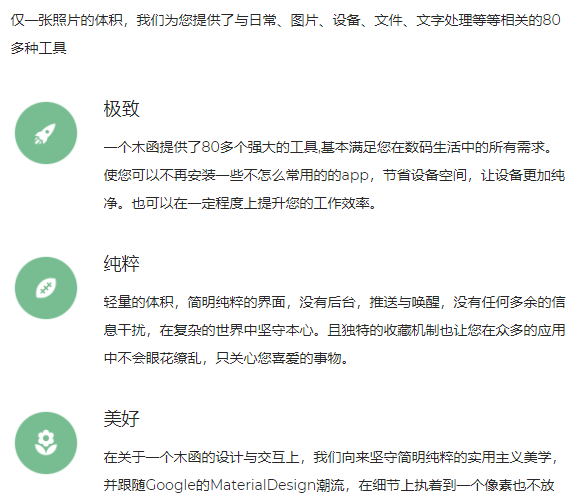 仅一张照片的体积，我们为您提供了与日常、图片、设备、文件、文字处理等等相关的80
多种工具
极致
一个木函提供了80多个强大的工具,基本满足您在数码生活中的所有需求。
使您可以不再安装一些不怎么常用的的app，节省设备空间，让设备更加纯
净。也可以在一定程度上提升您的工作效率。
纯粹
轻量的体积，简明纯粹的界面，没有后台，推送与唤醒，没有任何多余的信
息干扰，在复杂的世界中坚守本心。且独特的收藏机制也让您在众多的应用
中不会眼花缭乱，只关心您喜爱的事物。
美好
在关于一个木函的设计与交互上，我们向来坚守简明纯粹的实用主义美学，
并跟随Google的MaterialDesign潮流，在细节上执着到一个像素也不放